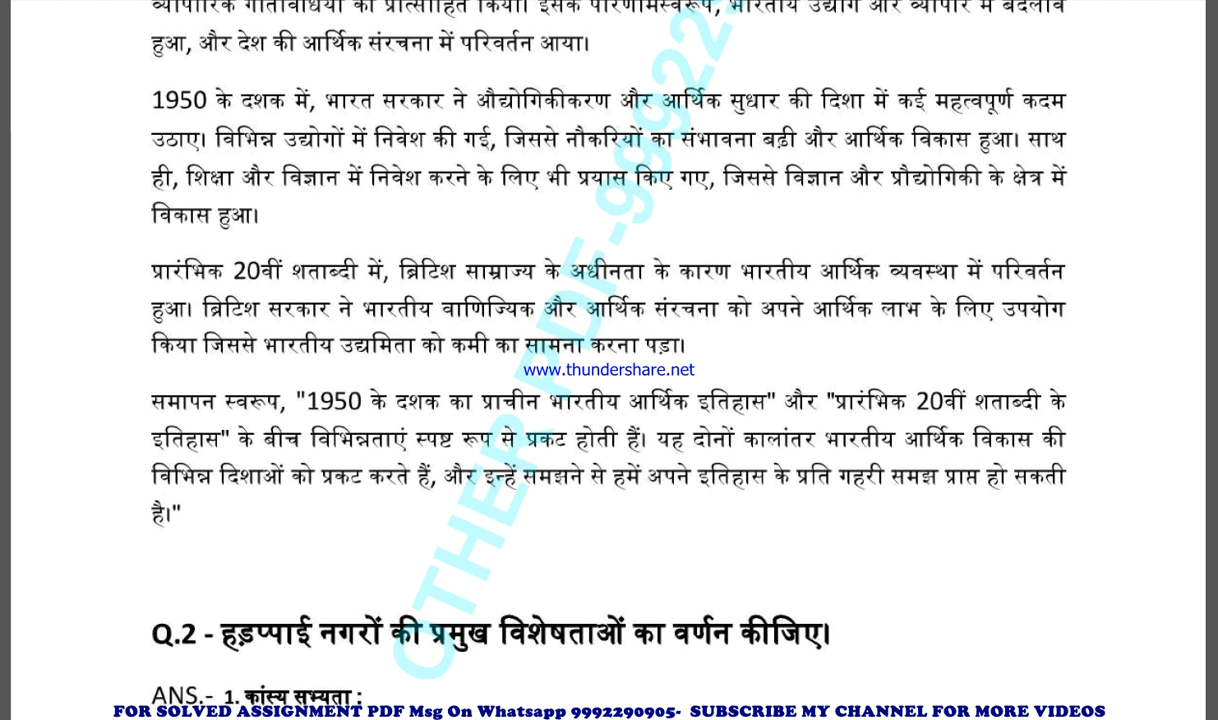 व्यापारिक गतिविधियों को प्रोत्साहित किया। इसके परिणामस्वरूप, भारतीय उद्योग और व्यापार में बदलाव
हुआ, और देश की आर्थिक संरचना में परिवर्तन आया।
1950 के दशक में, भारत सरकार ने औद्योगिकीकरण और आर्थिक सुधार की दिशा में कई महत्वपूर्ण कदम
उठाए। विभिन्न उद्योगों में निवेश की गई, जिससे नौकरियों का संभावना बढ़ी और आर्थिक विकास हुआ। साथ
ही, शिक्षा और विज्ञान में निवेश करने के लिए भी प्रयास किए गए, जिससे विज्ञान और प्रौद्योगिकी के क्षेत्र में
विकास हुआ।
प्रारंभिक 20वीं शताब्दी में, ब्रिटिश साम्राज्य के अधीनता के कारण भारतीय आर्थिक व्यवस्था में परिवर्तन
हुआ। ब्रिटिश सरकार ने भारतीय वाणिज्यिक और आर्थिक संरचना को अपने आर्थिक लाभ के लिए उपयोग
किया जिससे भारतीय उद्यमिता को कमी का सामना करना पड़ा।
www.thundershare.net
समापन स्वरूप, "1950 के दशक का प्राचीन भारतीय आर्थिक इतिहास" और "प्रारंभिक 20वीं शताब्दी के
इतिहास" के बीच विभिन्नताएं स्पष्ट रूप से प्रकट होती हैं। यह दोनों कालांतर भारतीय आर्थिक विकास की
विभिन्न दिशाओं को प्रकट करते हैं, और इन्हें समझने से हमें अपने इतिहास के प्रति गहरी समझ प्राप्त हो सकती
है।"
OTHER PDF-99922
Q.2 - हड़प्पाई नगरों की प्रमुख विशेषताओं का वर्णन कीजिए।
ANS.- 1. कांस्य सभ्यता :
FOR SOLVED ASSIGNMENT PDF Msg On Whatsapp 9992290905- SUBSCRIBE MY CHANNEL FOR MORE VIDEOS